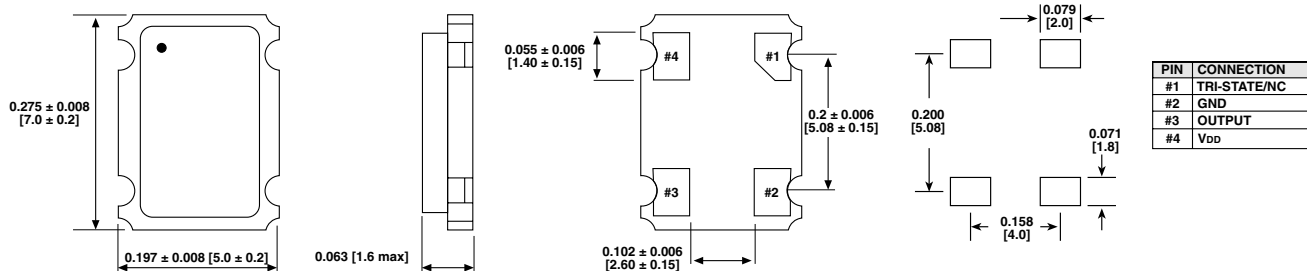 0.275 ± 0.008
[7.0 ± 0.2]
0.197 ± 0.008 [5.0 ± 0.2]
0.063 [1.6 max]
0.055 ± 0.006
[1.40 ± 0.15]
#4
#1
#3
#2
0.2 ± 0.006
[5.08 ± 0.15]
0.102 ± 0.006
[2.60 ± 0.15]
0.079
[2.0]
0.200
[5.08]
0.071
[1.8]
0.158
[4.0]
PIN CONNECTION
#1 TRI-STATE/NC
#2 GND
#3 OUTPUT
#4 VDD